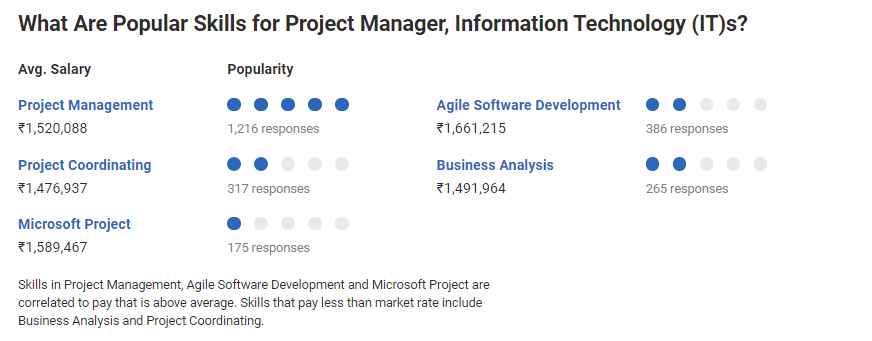 What Are Popular Skills for Project Manager, Information Technology (IT)s?
Avg. Salary Popularity
Project Management Agile Software Development
₹1,520,088 1,216 responses ₹1,661,215 386 responses
Project Coordinating Business Analysis
₹1,476,937 317 responses ₹1,491,964 265 responses
Microsoft Project
₹1,589,467 175 responses
Skills in Project Management, Agile Software Development and Microsoft Project are
correlated to pay that is above average. Skills that pay less than market rate include
Business Analysis and Project Coordinating.